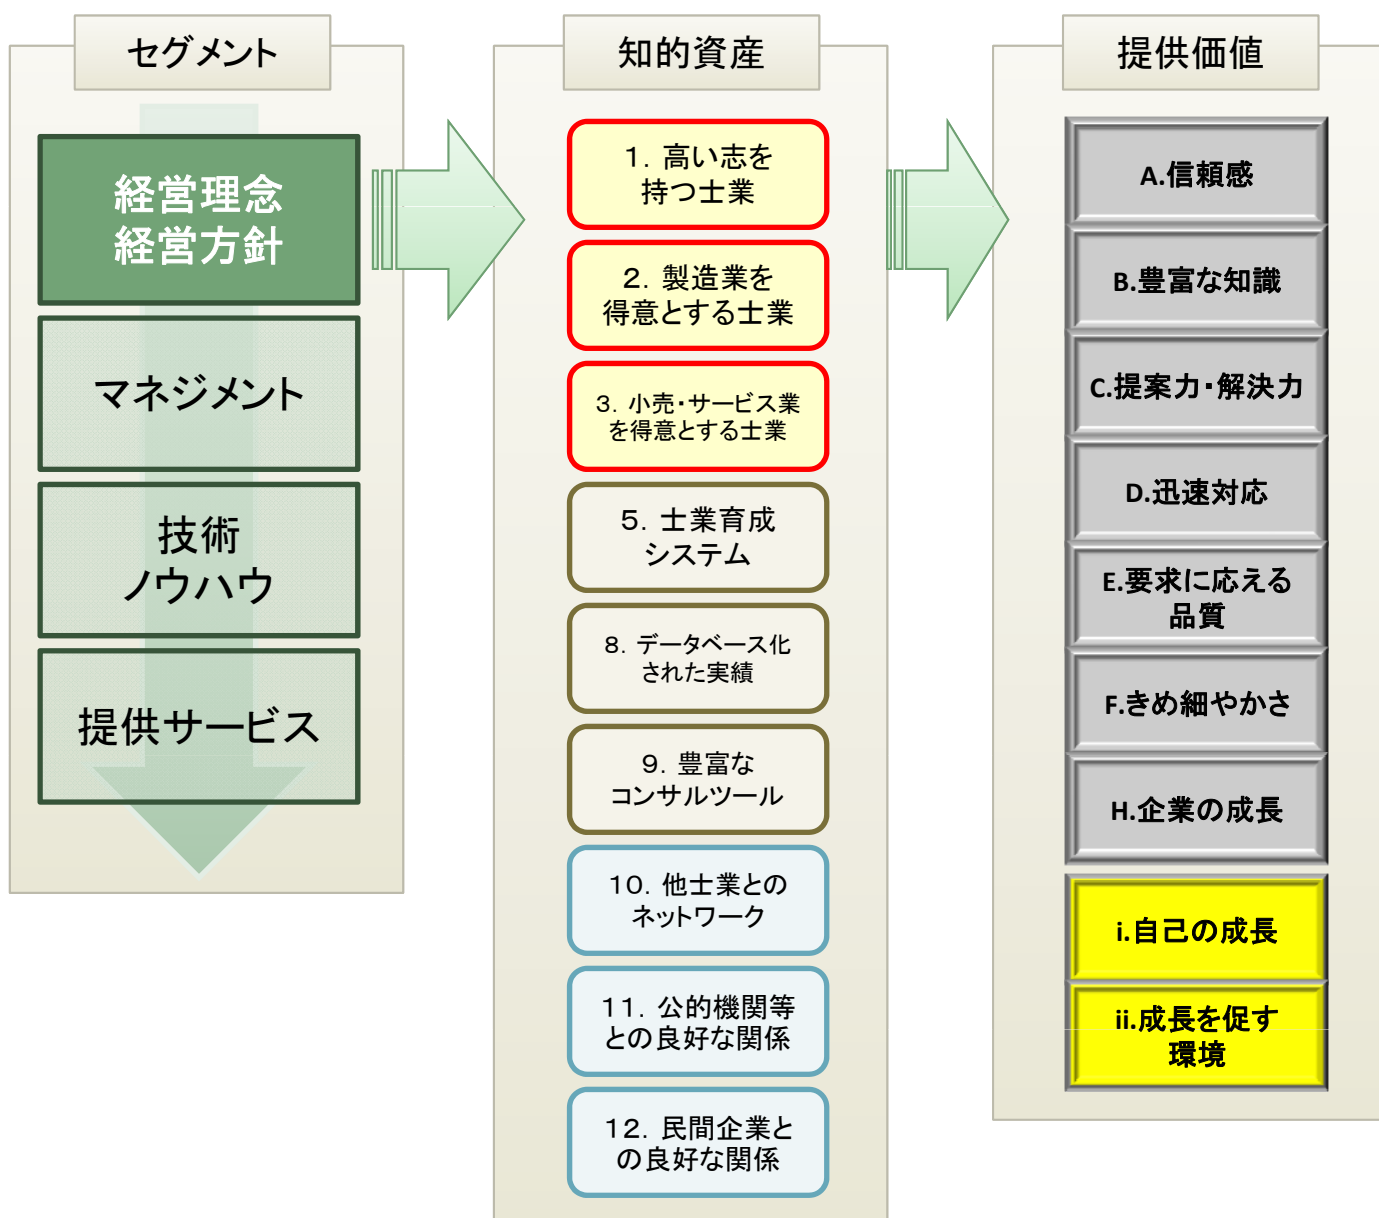 セグメント
経営理念
経営方針
マネジメント
技術
ノウハウ
提供サービス
知的資産
1．高い志を
持つ士業
2．製造業を
得意とする士業
3．小売・サービス業
を得意とする士業
5．士業育成
システム
8．データベース化
された実績
9．豊富な
コンサルツール
10．他士業との
ネットワーク
11．公的機関等
との良好な関係
12．民間企業と
の良好な関係
提供価値
A.信頼感
B.豊富な知識
C.提案力・解決力
D.迅速対応
E.要求に応える
品質
F.きめ細やかさ
H.企業の成長
i.自己の成長
ii.成長を促す
環境